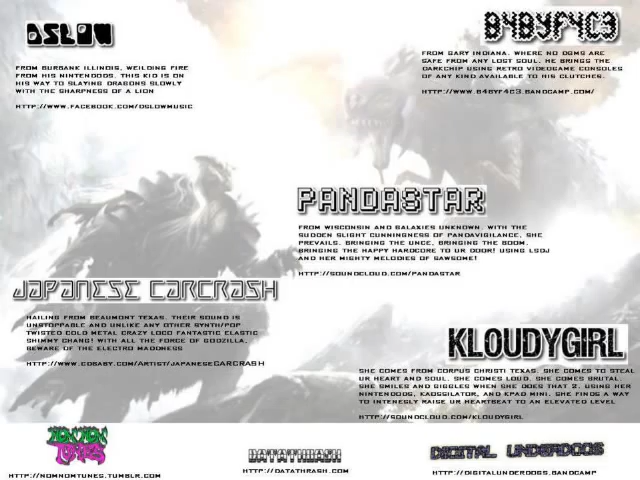 DSLOW
FROM BURBANK ILLINOIS, WEILDING FIRE
FROM HIS NINTENDODS, THIS KID IS ON
HIS WAY TO SLAYING DRAGONS SLOWLY
WITH THE SHARPNESS OF A LION
HTTP://WWW.FACEBOOK.COM/DSLOWMUSIC
B4BYF4C3
FROM GARY INDIANA, WHERE NO DGMS ARE
SAFE FROM ANY LOST SOUL. HE BRINGS THE
DARKCHIP USING RETRO VIDEOGAME CONSOLES
OF ANY KIND AVAILABLE TO HIS CLUTCHES.
HTTP://WWW.B4BYF4C3.BANDCAMP.COM/
PANDASTAR
FROM WISCONSIN AND GALAXIES UNKNOWN. WITH THE
SUDDEN SLIGHT CUNNINGNESS OF PANDAVIGILANCE, SHE
PREVAILS. BRINGING THE UNCE, BRINGING THE BOOM,
BRINGING THE HAPPY HARDCORE TO UR DOOR! USING LSDJ
AND HER MIGHTY MELODIES OF SAWSOME!
HTTP://SOUNDCLOUD.COM/PANDASTAR
JAPANESE CARCRASH
HAILING FROM BEAUMONT TEXAS, THEIR SOUND IS
UNSTOPPABLE AND UNLIKE ANY OTHER SYNTH/POP
TWISTED COLD METAL CRAZY LOCO FANTASTIC ELASTIC
SHIMMY CHANG! WITH ALL THE FORCE OF GODZILLA,
BEWARE OF THE ELECTRO MADDNESS
HTTP://WWW.CDBABY.COM/ARTIST/JAPANESECARCRASH
KLOUDYGIRL
SHE COMES FROM CORPUS CHRISTI TEXAS. SHE COMES TO STEAL
UR HEART AND SOUL. SHE COMES LOUD, SHE COMES BRUTAL,
SHE SMILES AND GIGGLES WHEN SHE DOES THAT 2. USING HER
NINTENDODS, KAOSSILATOR, AND KPAD MINI, SHE FINDS A WAY
TO INTENESLY RAISE UR HEARTBEAT TO AN ELEVATED LEVEL
HTTP://SOUNDCLOUD.COM/KLOUDYGIRL
NOM NOM
TUNES
HTTP://NOMNOMTUNES.TUMBLR.COM
DATATHRASH
HTTP://DATATHRASH.COM
DIGITAL UNDERDOGS
HTTP://DIGITALUNDERDOGS.BANDCAMP